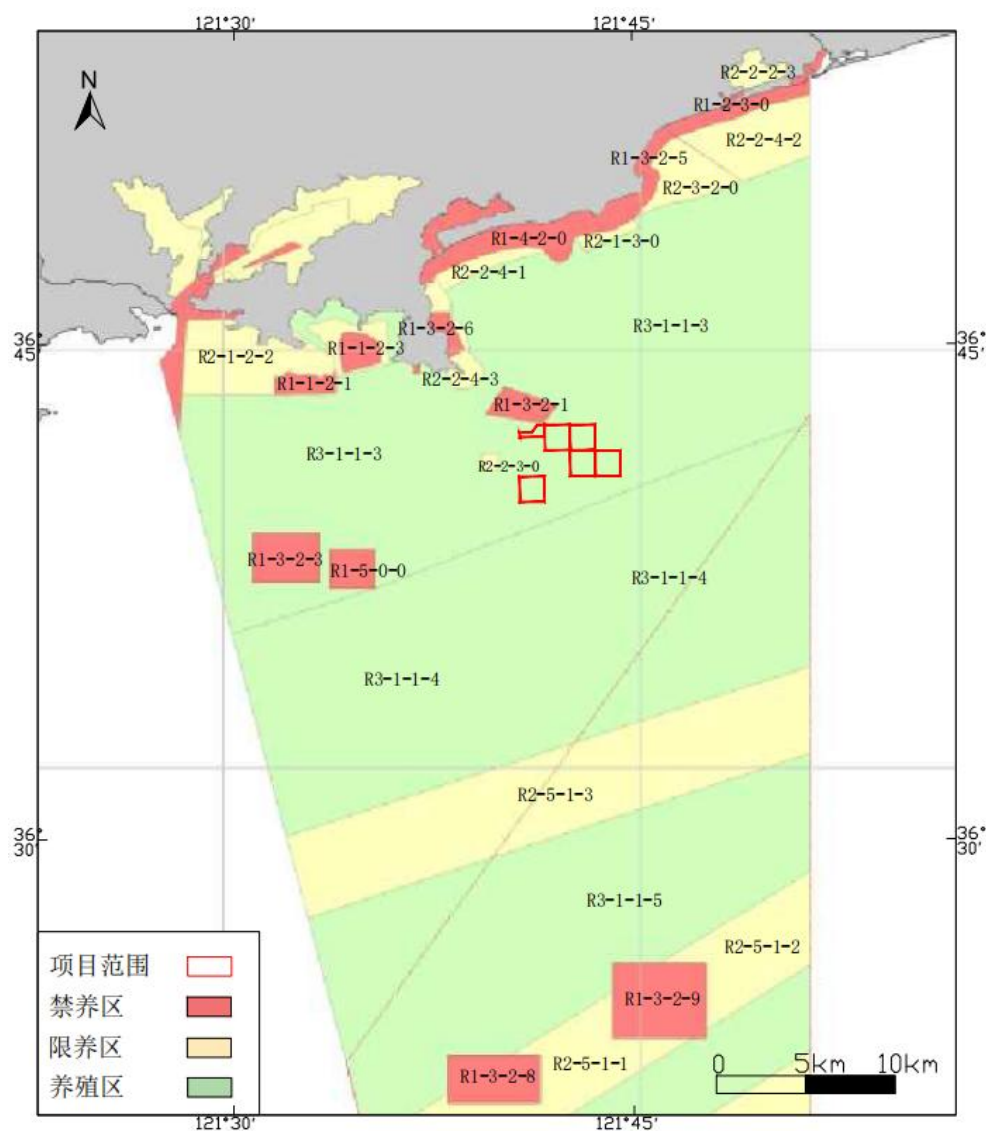 121°30′
121°45′
N
R2-2-2-3
R1-2-3-0
R2-2-4-2
R1-3-2-5
R2-3-2-0
R1-4-2-0
R2-1-3-0
R2-2-4-1
R3-1-1-3
R1-3-2-6
36°
45′
36°
45′
R1-1-2-3
R2-1-2-2
R2-2-4-3
R1-1-2-1
R1-3-2-1
R3-1-1-3
R2-2-3-0
R1-3-2-3
R1-5-0-0
R3-1-1-4
R3-1-1-4
R2-5-1-3
36°
30′
36°
30′
R3-1-1-5
R2-5-1-2
项目范围
禁养区
限养区
养殖区
R1-3-2-9
R2-5-1-1
R1-3-2-8
0
5km
10km
121°30′
121°45′